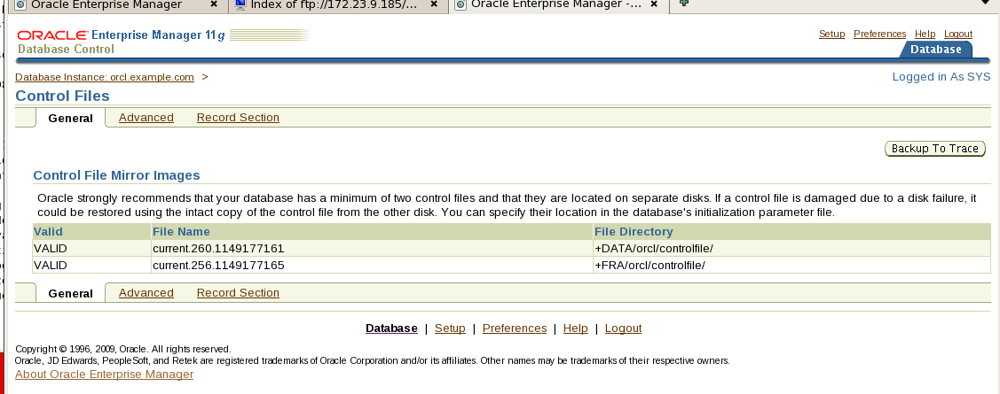 Oracle Enterprise Manager
Index of ftp://172.23.9.185/...
Oracle Enterprise Manager -...
ORACLE Enterprise Manager 11g
Database Control
Setup Preferences Help Logout
Database
Database Instance: orcl.example.com >
Logged in As SYS
Control Files
General Advanced Record Section
Backup To Trace
Control File Mirror Images
Oracle strongly recommends that your database has a minimum of two control files and that they are located on separate disks. If a control file is damaged due to a disk failure, it
could be restored using the intact copy of the control file from the other disk. You can specify their location in the database's initialization parameter file.
Valid File Name File Directory
VALID current.260.1149177161 +DATA/orcl/controlfile/
VALID current.256.1149177165 +FRA/orcl/controlfile/
General Advanced Record Section
Database | Setup | Preferences | Help | Logout
Copyright © 1996, 2009, Oracle. All rights reserved.
Oracle, JD Edwards, PeopleSoft, and Retek are registered trademarks of Oracle Corporation and/or its affiliates. Other names may be trademarks of their respective owners.
About Oracle Enterprise Manager